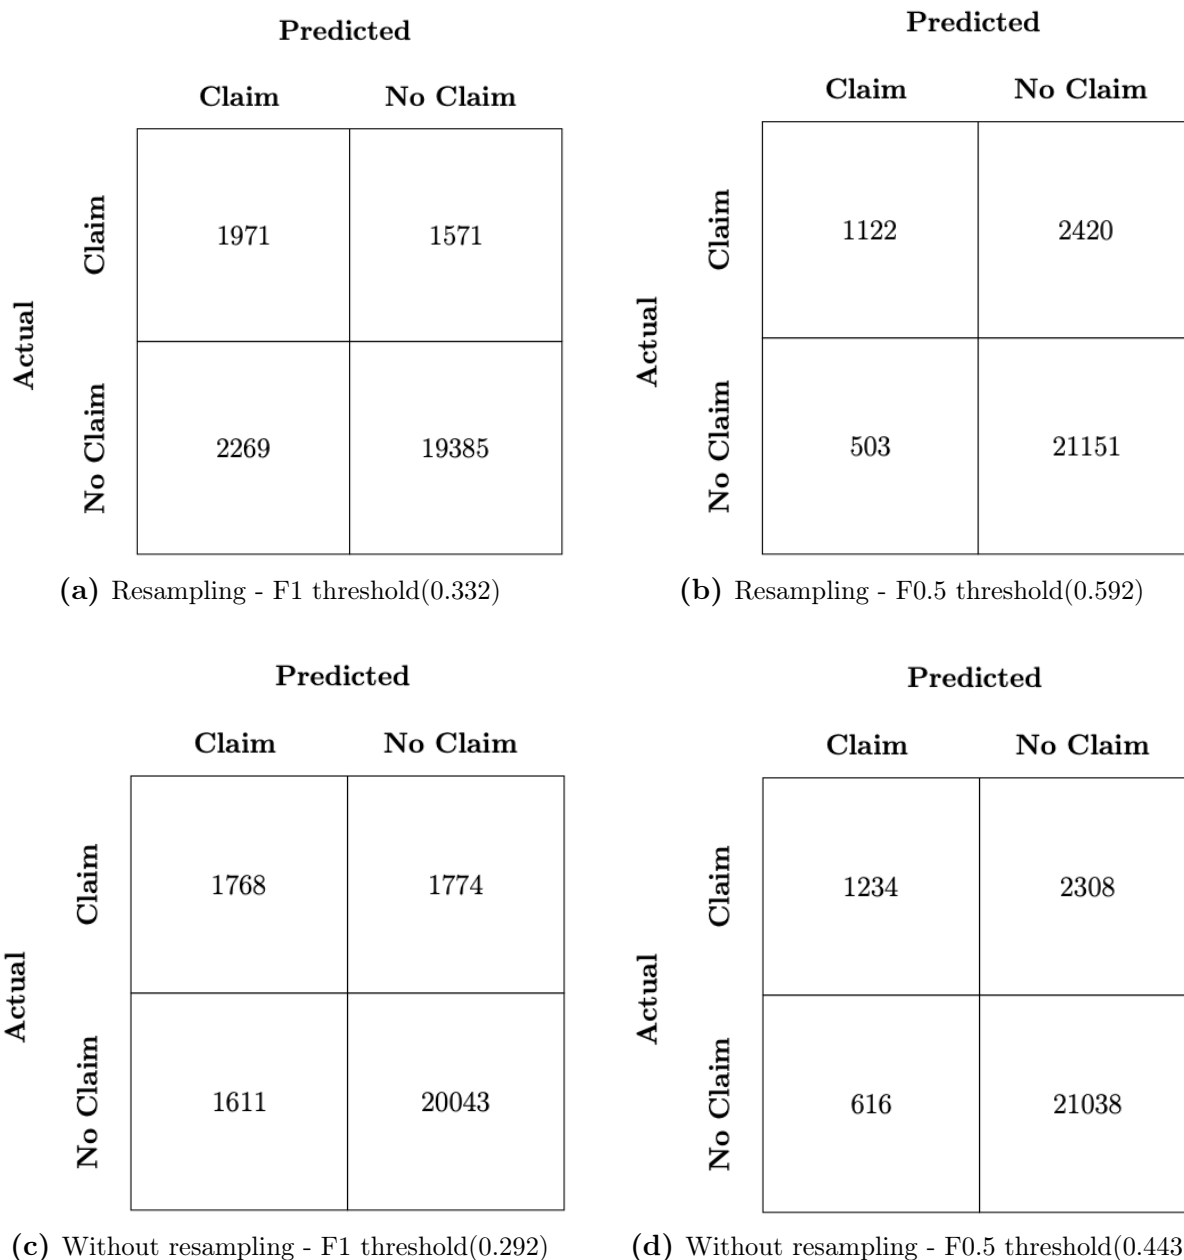 Predicted
Claim No Claim
Actual
Claim
1971 1571
No Claim
2269 19385
(a) Resampling - F1 threshold(0.332)
Predicted
Claim No Claim
Actual
Claim
1122 2420
No Claim
503 21151
(b) Resampling - F0.5 threshold(0.592)
Predicted
Claim No Claim
Actual
Claim
1768 1774
No Claim
1611 20043
(c) Without resampling - F1 threshold(0.292)
Predicted
Claim No Claim
Actual
Claim
1234 2308
No Claim
616 21038
(d) Without resampling - F0.5 threshold(0.443